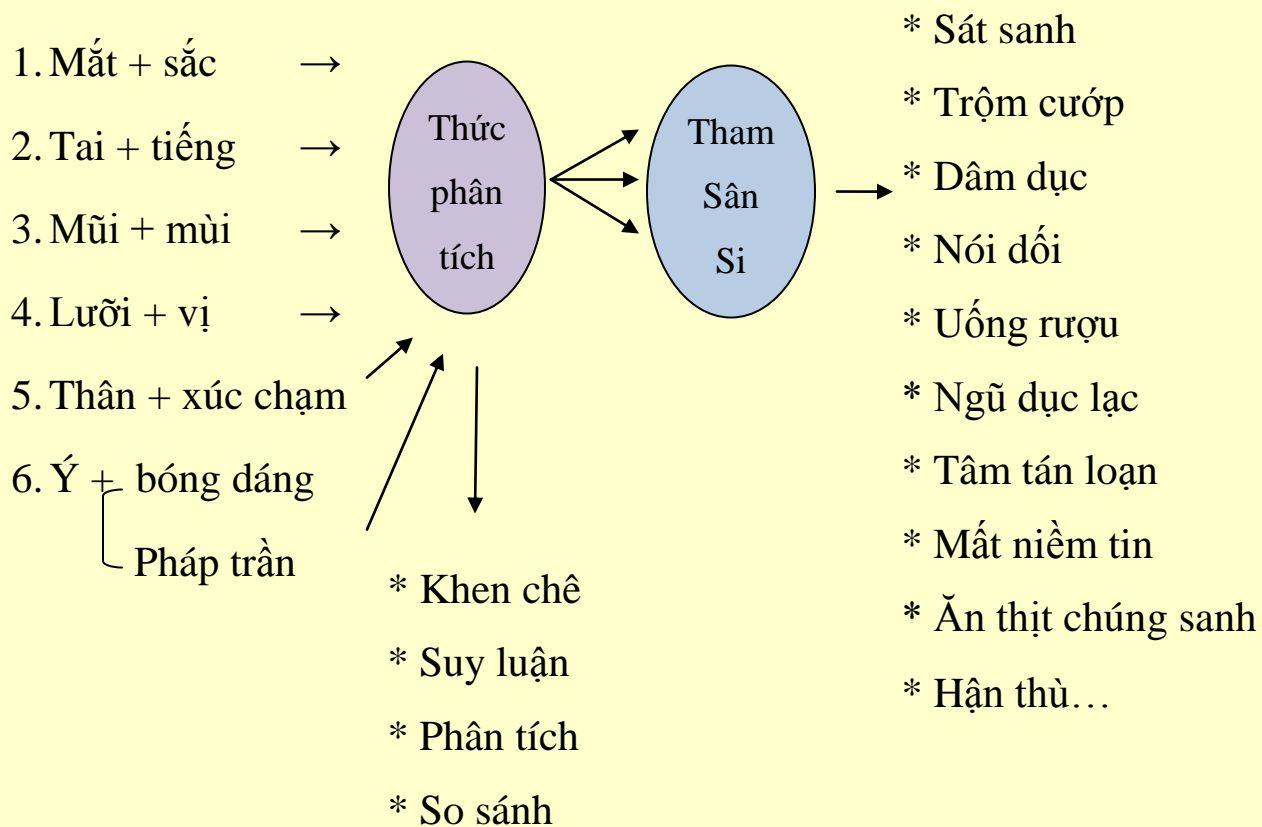 1. Mắt + sắc →
2. Tai + tiếng →
3. Mũi + mùi →
4. Lưỡi + vị →
5. Thân + xúc chạm
6. Ý + bóng dáng
Pháp trần
Thức
phân
tích
Tham
Sân
Si
* Khen chê
* Suy luận
* Phân tích
* So sánh
* Sát sanh
* Trộm cướp
* Dâm dục
* Nói dối
* Uống rượu
* Ngũ dục lạc
* Tâm tán loạn
* Mất niềm tin
* Ăn thịt chúng sanh
* Hận thù…